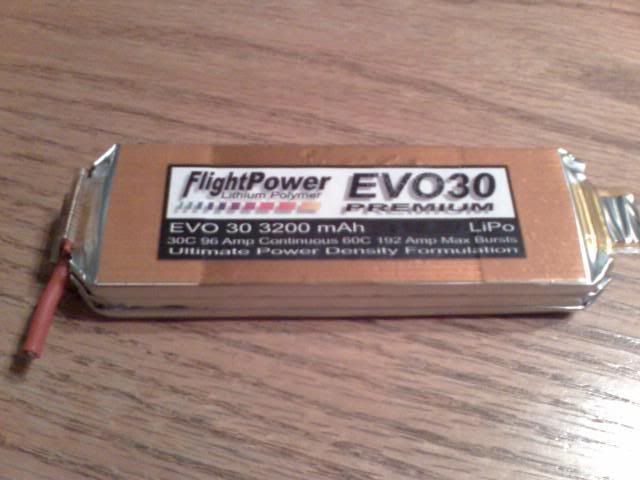 FlightPower EVO30
Lithium Polymer PREMIUM
EVO 30 3200 mAh LiPo
30C 96 Amp Continuous 60C 192 Amp Max Bursts
Ultimate Power Density Formulation